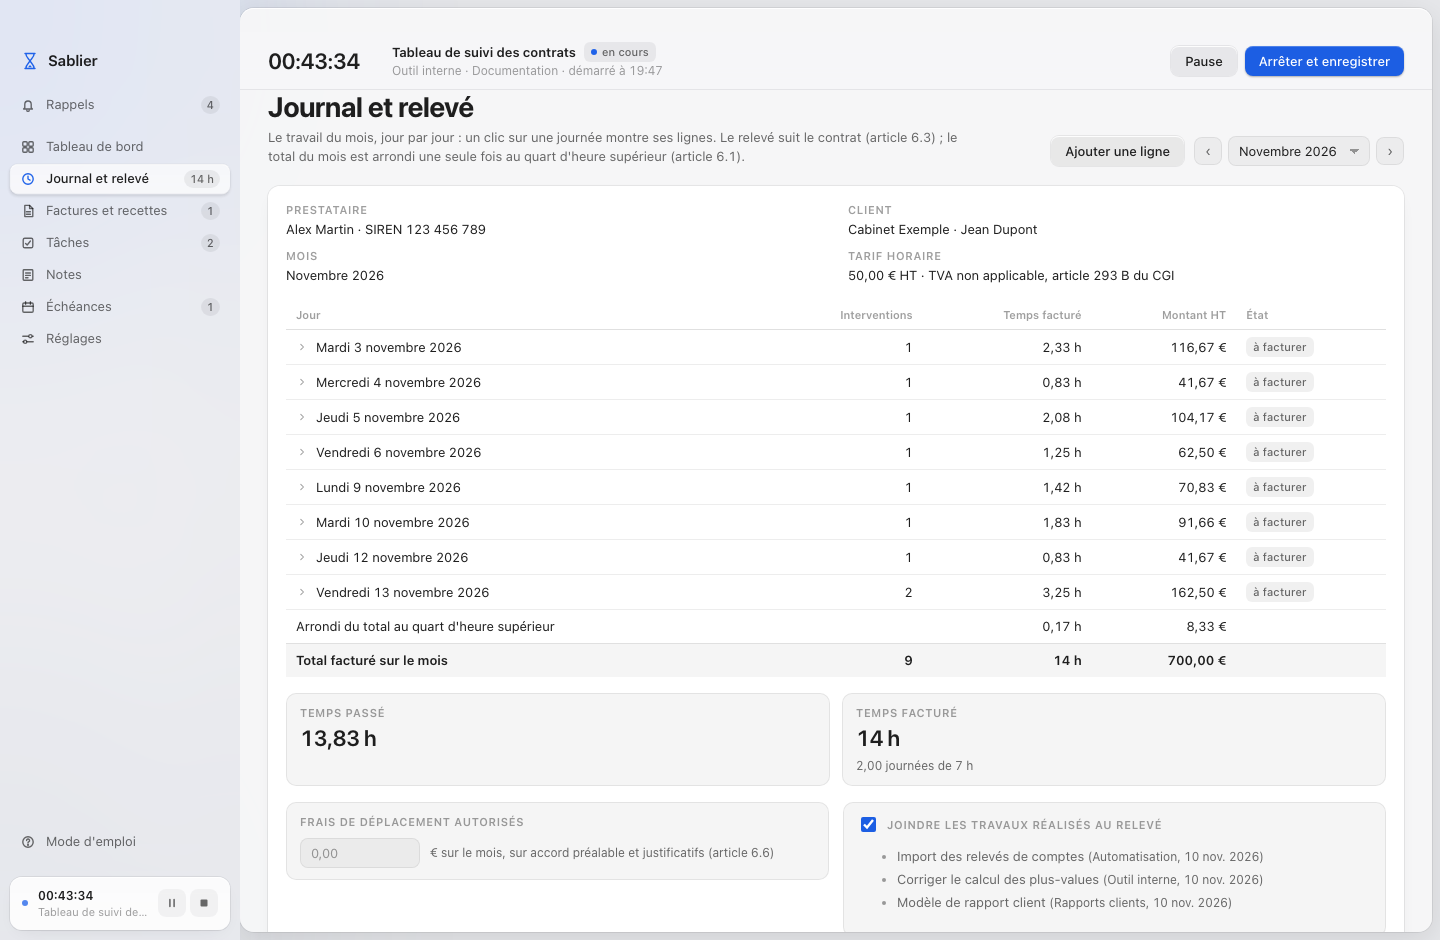 Sablier
Rappels 4
Tableau de bord
Journal et relevé 14 h
Factures et recettes 1
Tâches 2
Notes
Échéances 1
Réglages
Mode d'emploi
00:43:34
Tableau de suivi de...
00:43:34
Tableau de suivi des contrats en cours
Outil interne · Documentation · démarré à 19:47
Pause
Arrêter et enregistrer
Journal et relevé
Le travail du mois, jour par jour : un clic sur une journée montre ses lignes. Le relevé suit le contrat (article 6.3) ; le
total du mois est arrondi une seule fois au quart d'heure supérieur (article 6.1).
Ajouter une ligne
‹
Novembre 2026
›
PRESTATAIRE
Alex Martin · SIREN 123 456 789
CLIENT
Cabinet Exemple · Jean Dupont
MOIS
Novembre 2026
TARIF HORAIRE
50,00 € HT · TVA non applicable, article 293 B du CGI
Jour Interventions Temps facturé Montant HT État
Mardi 3 novembre 2026 1 2,33 h 116,67 € à facturer
Mercredi 4 novembre 2026 1 0,83 h 41,67 € à facturer
Jeudi 5 novembre 2026 1 2,08 h 104,17 € à facturer
Vendredi 6 novembre 2026 1 1,25 h 62,50 € à facturer
Lundi 9 novembre 2026 1 1,42 h 70,83 € à facturer
Mardi 10 novembre 2026 1 1,83 h 91,66 € à facturer
Jeudi 12 novembre 2026 1 0,83 h 41,67 € à facturer
Vendredi 13 novembre 2026 2 3,25 h 162,50 € à facturer
Arrondi du total au quart d'heure supérieur 0,17 h 8,33 €
Total facturé sur le mois 9 14 h 700,00 €
TEMPS PASSÉ
13,83 h
TEMPS FACTURÉ
14 h
2,00 journées de 7 h
FRAIS DE DÉPLACEMENT AUTORISÉS
0,00 € sur le mois, sur accord préalable et justificatifs (article 6.6)
JOINDRE LES TRAVAUX RÉALISÉS AU RELEVÉ
Import des relevés de comptes (Automatisation, 10 nov. 2026)
Corriger le calcul des plus-values (Outil interne, 10 nov. 2026)
Modèle de rapport client (Rapports clients, 10 nov. 2026)